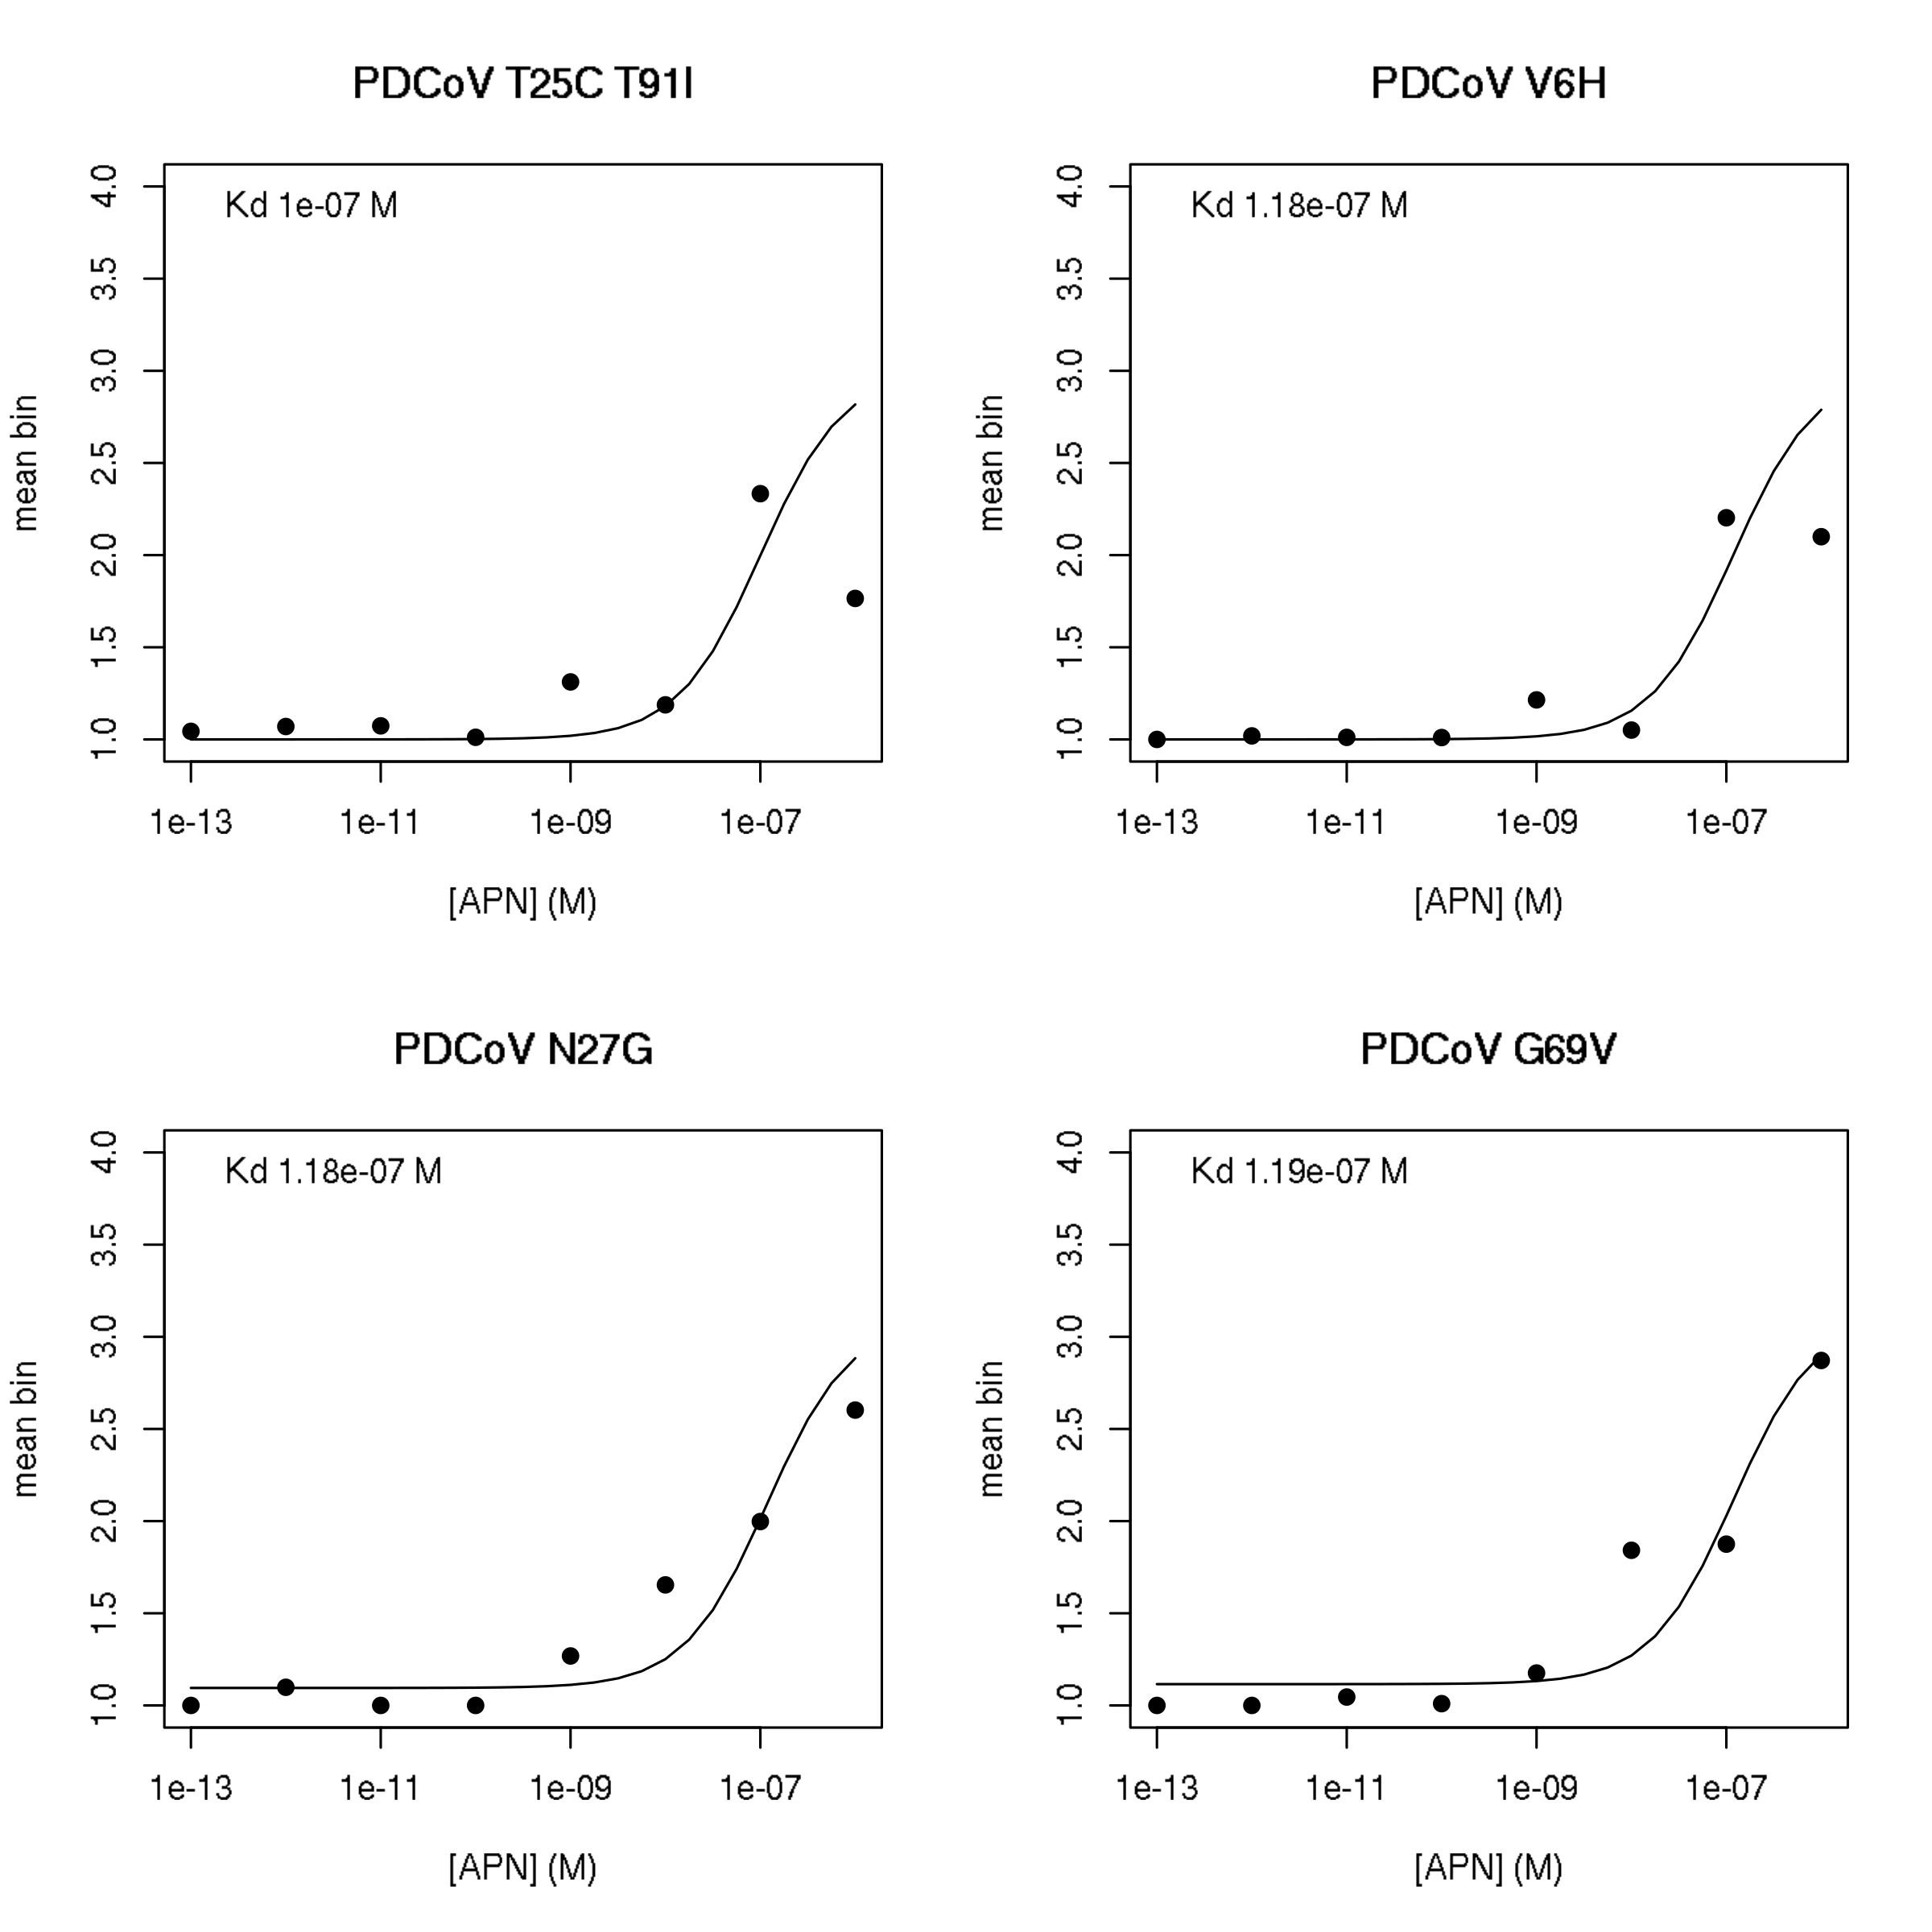 PDCoV T25C T91I
Kd 1e-07 M
mean bin
4.0
3.5
3.0
2.5
2.0
1.5
1.0
1e-13 1e-11 1e-09 1e-07
[APN] (M)
PDCoV V6H
Kd 1.18e-07 M
mean bin
4.0
3.5
3.0
2.5
2.0
1.5
1.0
1e-13 1e-11 1e-09 1e-07
[APN] (M)
PDCoV N27G
Kd 1.18e-07 M
mean bin
4.0
3.5
3.0
2.5
2.0
1.5
1.0
1e-13 1e-11 1e-09 1e-07
[APN] (M)
PDCoV G69V
Kd 1.19e-07 M
mean bin
4.0
3.5
3.0
2.5
2.0
1.5
1.0
1e-13 1e-11 1e-09 1e-07
[APN] (M)